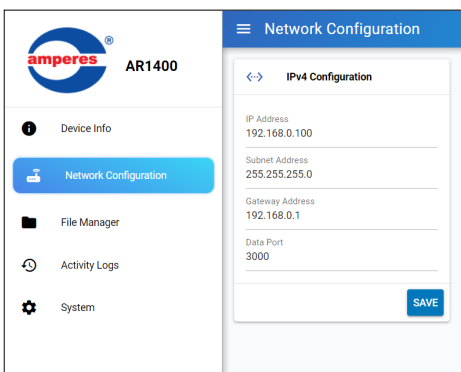 amperes
®
AR1400
Device Info
Network Configuration
File Manager
Activity Logs
System
Network Configuration
IPv4 Configuration
IP Address
192.168.0.100
Subnet Address
255.255.255.0
Gateway Address
192.168.0.1
Data Port
3000
SAVE